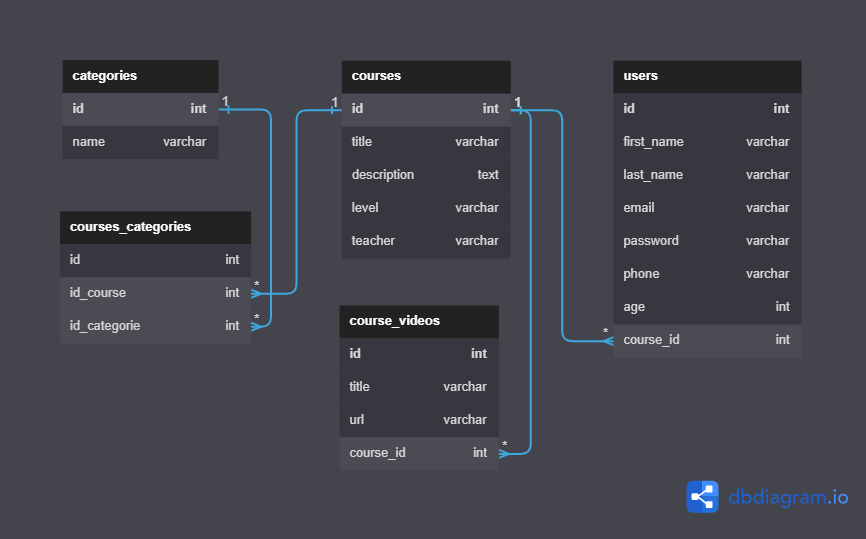 categories
id int
name varchar
1
courses_categories
id int
id_course int
id_categorie int
*
*
courses
id int
title varchar
description text
level varchar
teacher varchar
1
1
course_videos
id int
title varchar
url varchar
course_id int
*
users
id int
first_name varchar
last_name varchar
email varchar
password varchar
phone varchar
age int
course_id int
*
dbdiagram.io